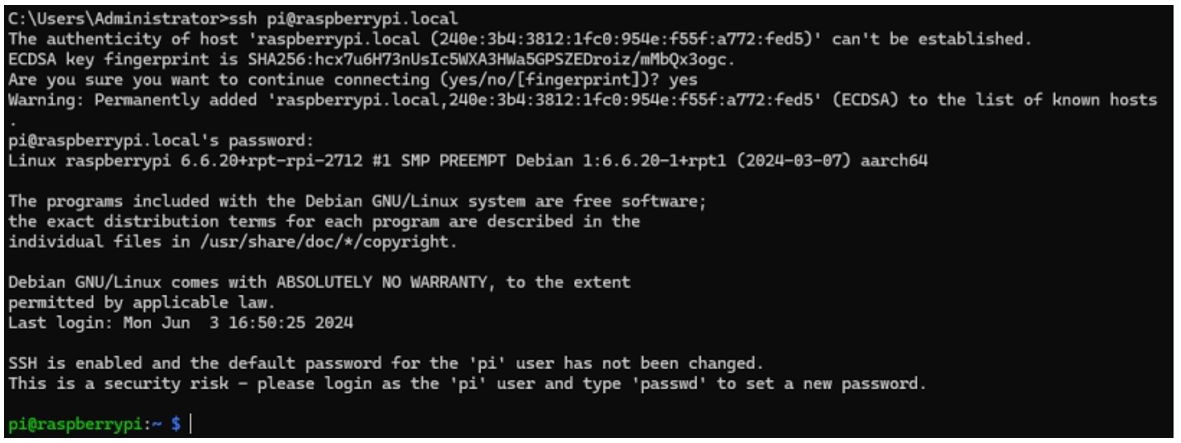 C:\Users\Administrator>ssh pi@raspberrypi.local
The authenticity of host 'raspberrypi.local (240e:3b4:3812:1fc0:954e:f55f:a772:fed5)' can't be established.
ECDSA key fingerprint is SHA256:hcx7u6H73nUsIc5WXA3HWa5GPSZEDroiz/mMbQx3ogc.
Are you sure you want to continue connecting (yes/no/[fingerprint])? yes
Warning: Permanently added 'raspberrypi.local,240e:3b4:3812:1fc0:954e:f55f:a772:fed5' (ECDSA) to the list of known hosts
.
pi@raspberrypi.local's password:
Linux raspberrypi 6.6.20+rpt-rpi-2712 #1 SMP PREEMPT Debian 1:6.6.20-1+rpt1 (2024-03-07) aarch64
The programs included with the Debian GNU/Linux system are free software;
the exact distribution terms for each program are described in the
individual files in /usr/share/doc/*/copyright.
Debian GNU/Linux comes with ABSOLUTELY NO WARRANTY, to the extent
permitted by applicable law.
Last login: Mon Jun  3 16:50:25 2024
SSH is enabled and the default password for the 'pi' user has not been changed.
This is a security risk - please login as the 'pi' user and type 'passwd' to set a new password.
pi@raspberrypi:~ $